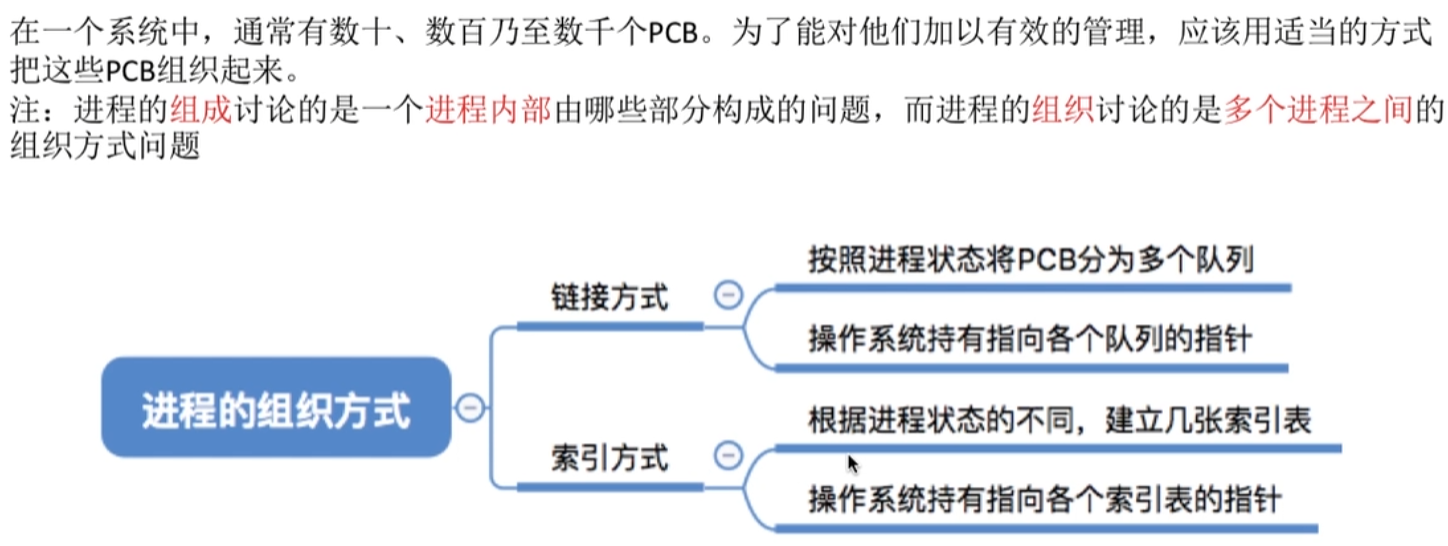 在一个系统中，通常有数十、数百乃至数千个PCB。为了能对他们加以有效的管理，应该用适当的方式
把这些PCB组织起来。
注：进程的组成讨论的是一个进程内部由哪些部分构成的问题，而进程的组织讨论的是多个进程之间的
组织方式问题
进程的组织方式
链接方式
按照进程状态将PCB分为多个队列
操作系统持有指向各个队列的指针
索引方式
根据进程状态的不同，建立几张索引表
操作系统持有指向各个索引表的指针